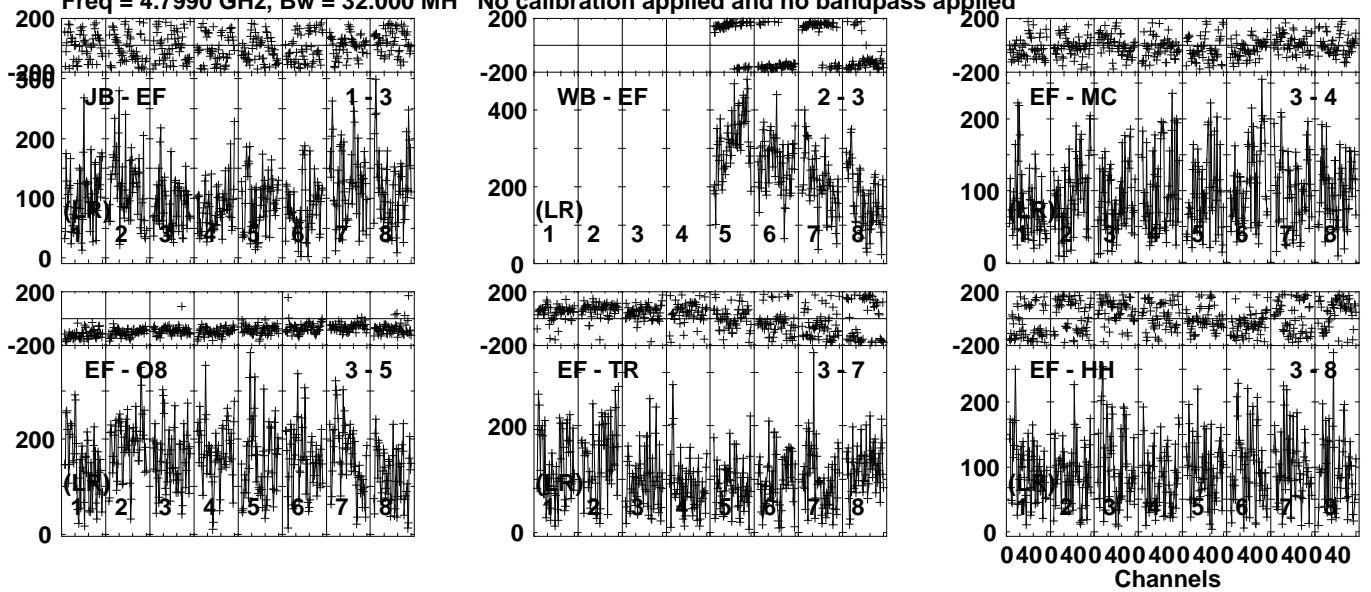 Freq = 4.7990 GHz, Bw = 32.000 MH No calibration applied and no bandpass applied
200
-200
300
200
100
0
JB - EF 1 - 3
(LR)
1 2 3 4 5 6 7 8
200
-200
400
200
0
WB - EF 2 - 3
(LR)
1 2 3 4 5 6 7 8
200
-200
200
100
0
EF - MC 3 - 4
(LR)
1 2 3 4 5 6 7 8
200
-200
200
0
EF - O8 3 - 5
(LR)
1 2 3 4 5 6 7 8
200
-200
200
0
EF - TR 3 - 7
(LR)
1 2 3 4 5 6 7 8
200
-200
200
100
0
EF - HH 3 - 8
(LR)
1 2 3 4 5 6 7 8
0 40 0 40 0 40 0 40 0 40 0 40 0 40 0 40
Channels